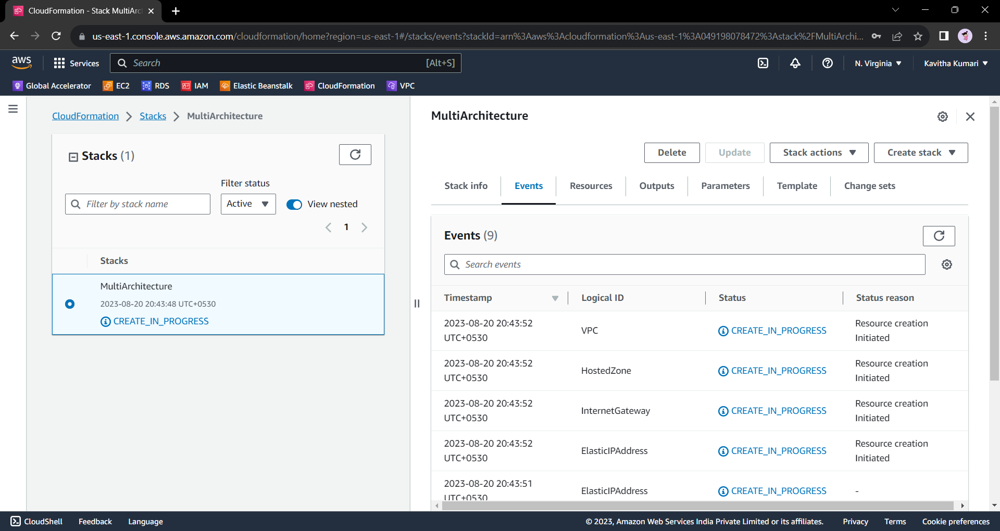 CloudFormation - Stack MultiArc
us-east-1.console.aws.amazon.com/cloudformation/home?region=us-east-1#/stacks/events?stackId=arn%3Aaws%3Acloudformation%3Aus-east-1%3A049198078472%3Astack%2FMultiArchi...
aws
Services
Search
[Alt+S]
N. Virginia
Kavitha Kumari
Global Accelerator
EC2
RDS
IAM
Elastic Beanstalk
CloudFormation
VPC
CloudFormation
Stacks
MultiArchitecture
Stacks (1)
Filter by stack name
Filter status
Active
View nested
1
Stacks
MultiArchitecture
2023-08-20 20:43:48 UTC+0530
CREATE_IN_PROGRESS
MultiArchitecture
Delete
Update
Stack actions
Create stack
Stack info
Events
Resources
Outputs
Parameters
Template
Change sets
Events (9)
Search events
Timestamp
Logical ID
Status
Status reason
2023-08-20 20:43:52
UTC+0530
VPC
CREATE_IN_PROGRESS
Resource creation
Initiated
2023-08-20 20:43:52
UTC+0530
HostedZone
CREATE_IN_PROGRESS
Resource creation
Initiated
2023-08-20 20:43:52
UTC+0530
InternetGateway
CREATE_IN_PROGRESS
Resource creation
Initiated
2023-08-20 20:43:52
UTC+0530
ElasticIPAddress
CREATE_IN_PROGRESS
Resource creation
Initiated
2023-08-20 20:43:51
UTC+0530
ElasticIPAddress
CREATE_IN_PROGRESS
-
CloudShell
Feedback
Language
© 2023, Amazon Web Services India Private Limited or its affiliates.
Privacy
Terms
Cookie preferences